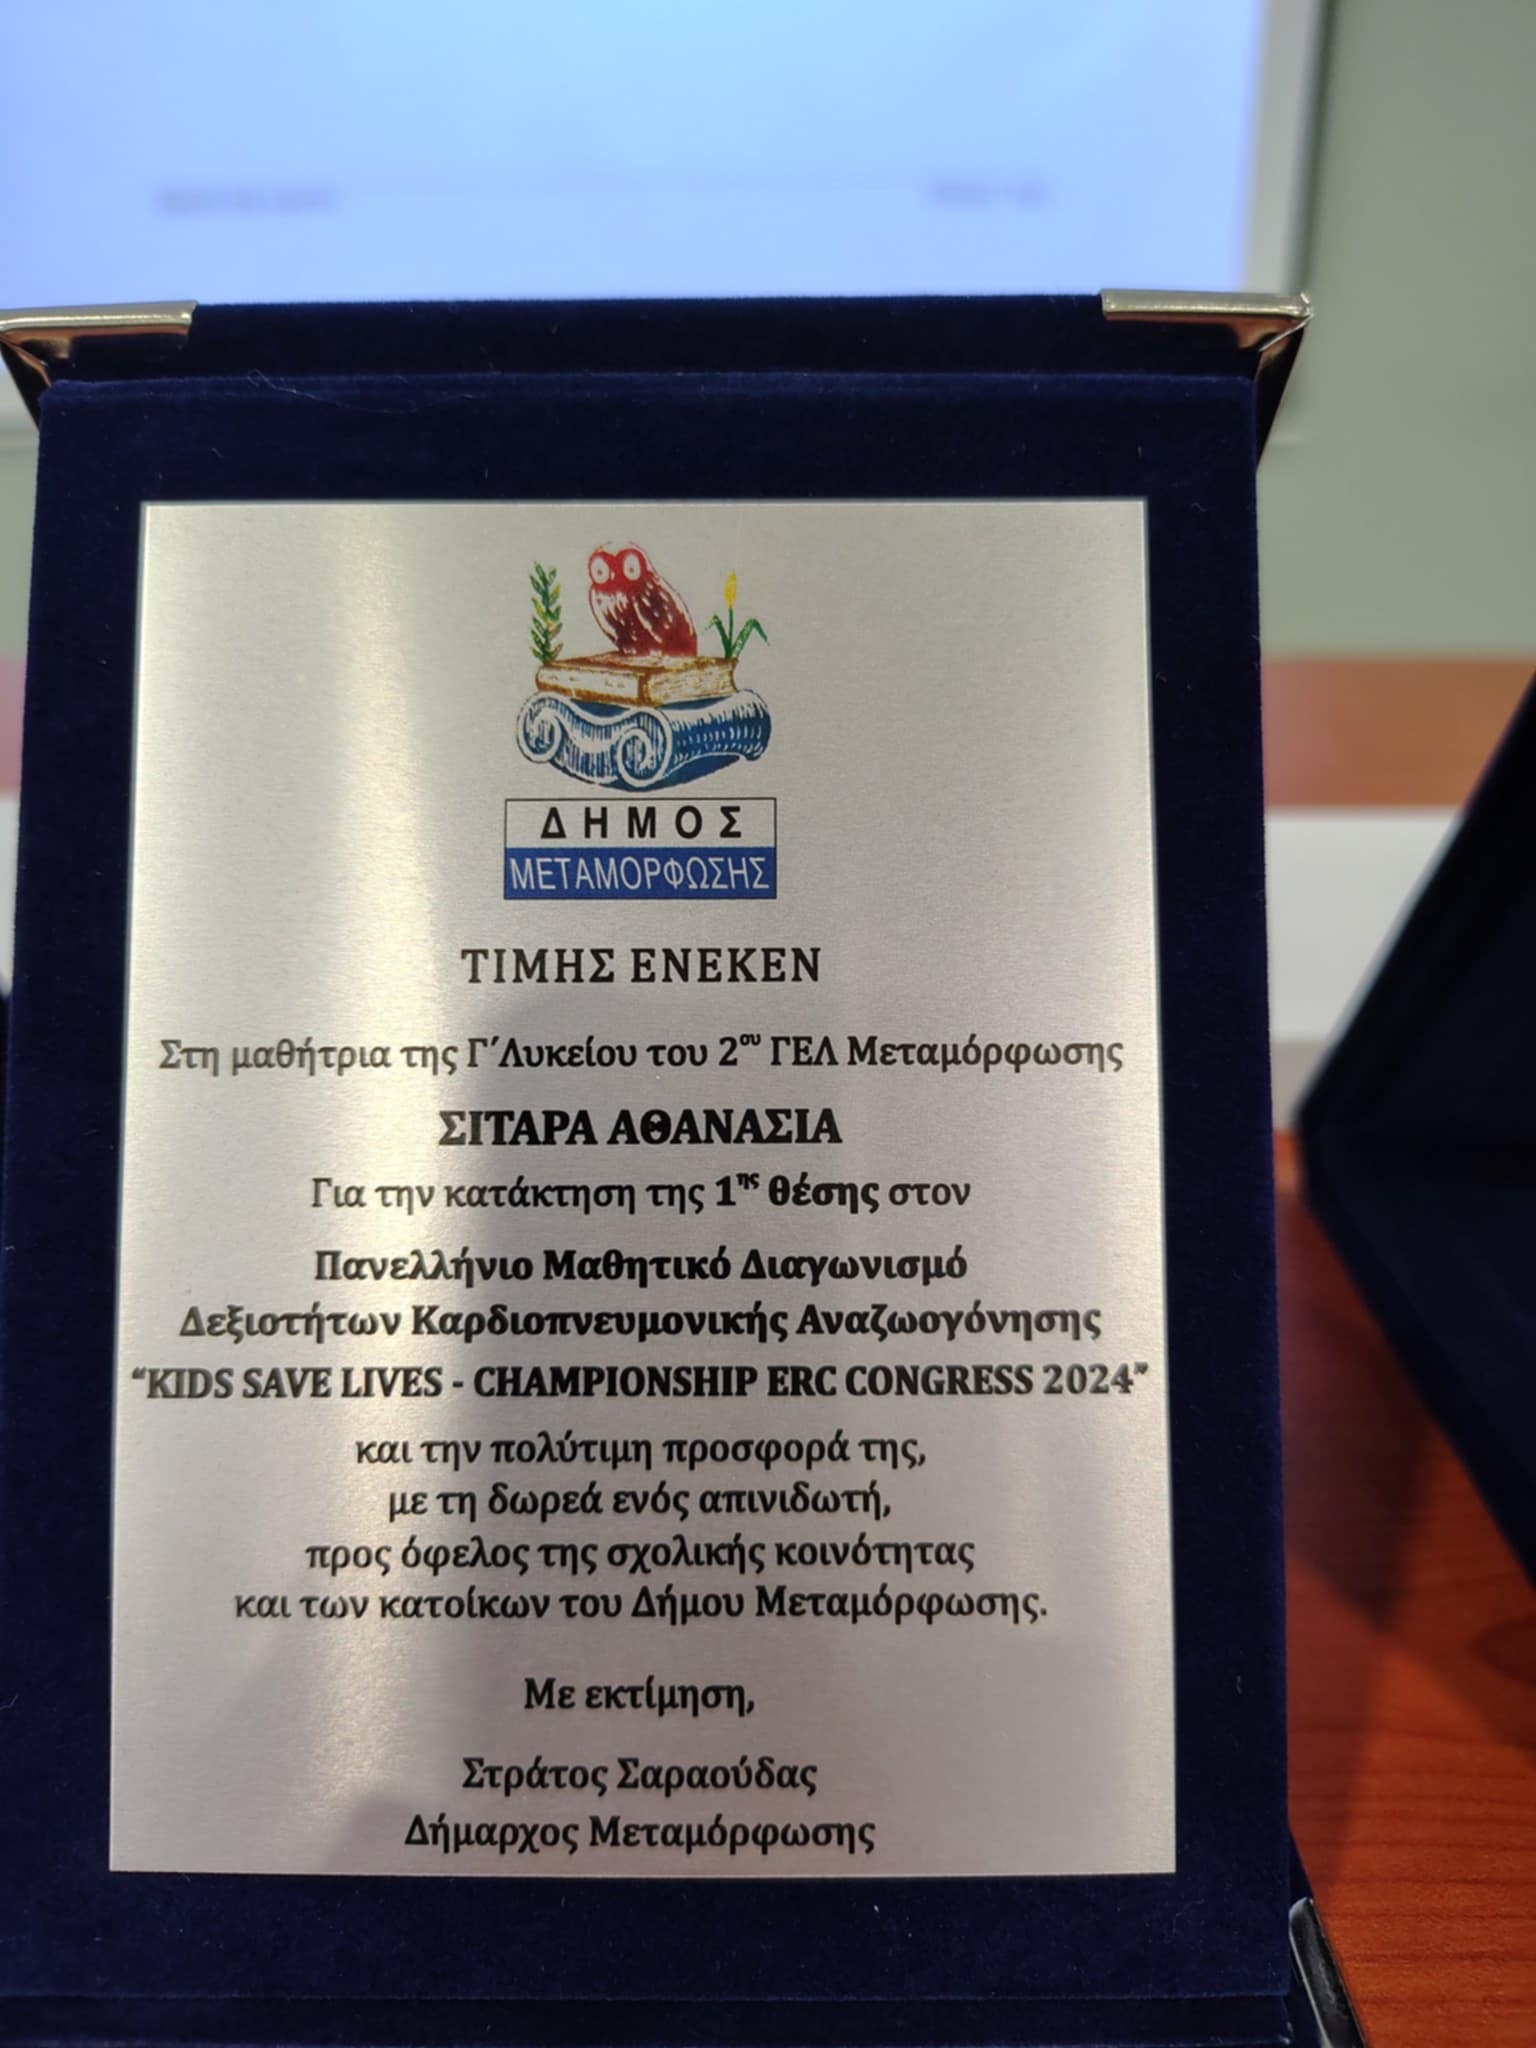 ΔΗΜΟΣ
ΜΕΤΑΜΟΡΦΩΣΗΣ
ΤΙΜΗΣ ΕΝΕΚΕΝ
Στη μαθήτρια της Γ΄Λυκείου του 2ου ΓΕΛ Μεταμόρφωσης
ΣΙΤΑΡΑ ΑΘΑΝΑΣΙΑ
Για την κατάκτηση της 1ης θέσης στον
Πανελλήνιο Μαθητικό Διαγωνισμό
Δεξιοτήτων Καρδιοπνευμονικής Αναζωογόνησης
“KIDS SAVE LIVES - CHAMPIONSHIP ERC CONGRESS 2024”
και την πολύτιμη προσφορά της,
με τη δωρεά ενός απινιδωτή,
προς όφελος της σχολικής κοινότητας
και των κατοίκων του Δήμου Μεταμόρφωσης.
Με εκτίμηση,
Στράτος Σαραούδας
Δήμαρχος Μεταμόρφωσης